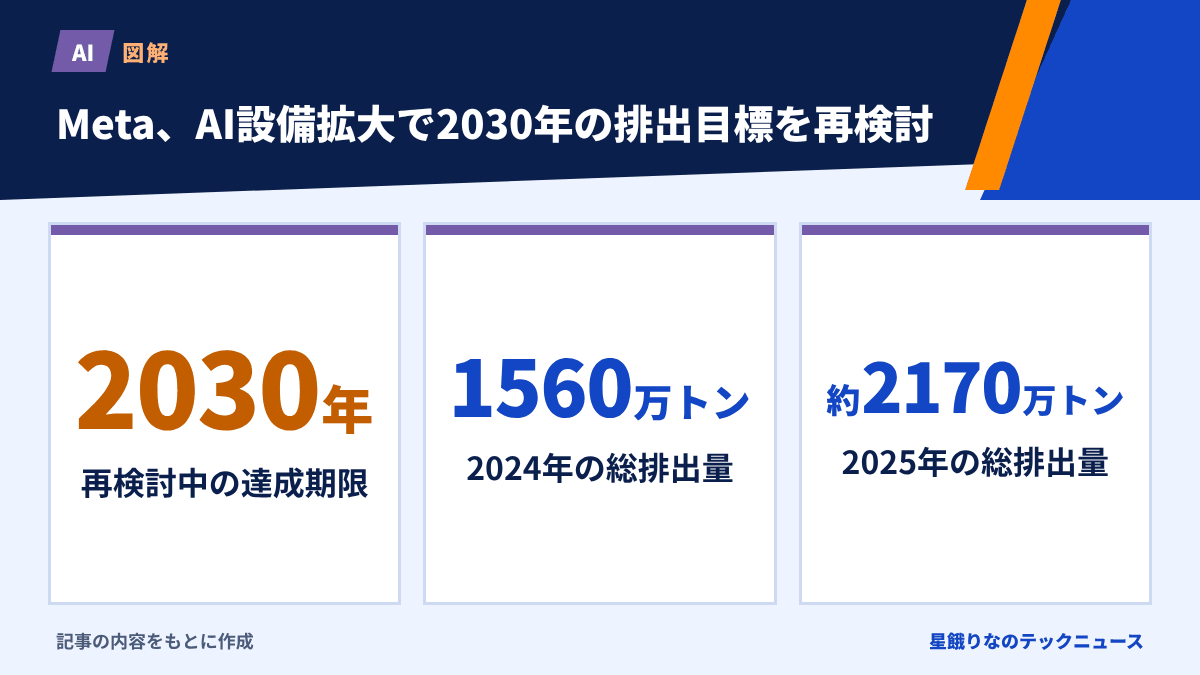 AI 図解
Meta、AI設備拡大で2030年の排出目標を再検討
2030年
再検討中の達成期限
1560万トン
2024年の総排出量
約2170万トン
2025年の総排出量
記事の内容をもとに作成
星餓りなのテックニュース